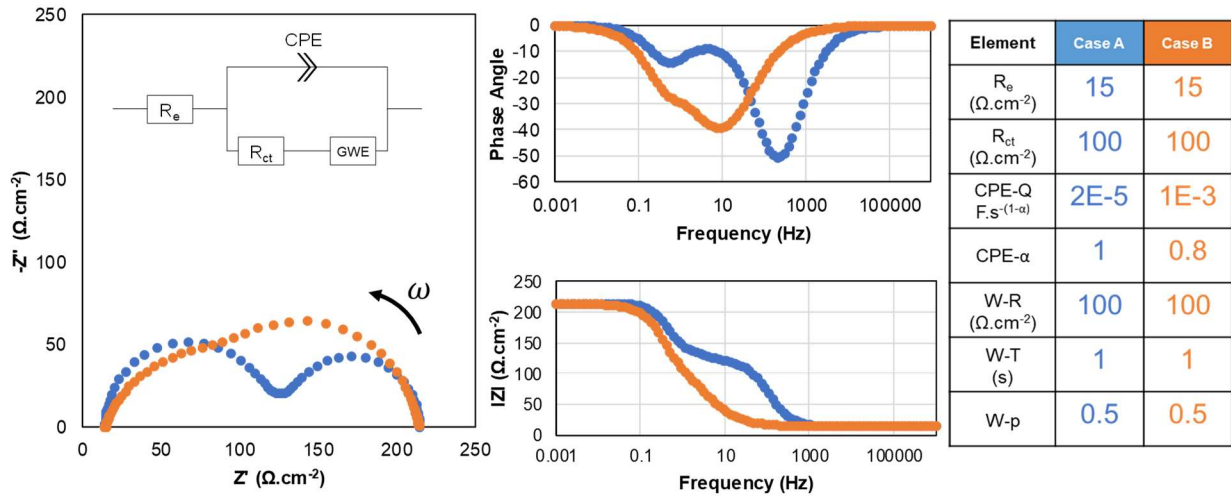 250
200
150
100
50
0
-Z'' (Ω.cm⁻²)
0 50 100 150 200 250
Z' (Ω.cm⁻²)
CPE
Rₑ
R_ct
GWE
ω
0
-10
-20
-30
-40
-50
-60
Phase Angle
0.001 0.1 10 1000 100000
Frequency (Hz)
250
200
150
100
50
0
IZI (Ω.cm⁻²)
0.001 0.1 10 1000 100000
Frequency (Hz)
Element Case A Case B
Rₑ
(Ω.cm⁻²) 15 15
R_ct
(Ω.cm⁻²) 100 100
CPE-Q
F.s⁻⁽¹⁻ᵅ⁾ 2E-5 1E-3
CPE-α 1 0.8
W-R
(Ω.cm⁻²) 100 100
W-T
(s) 1 1
W-p 0.5 0.5